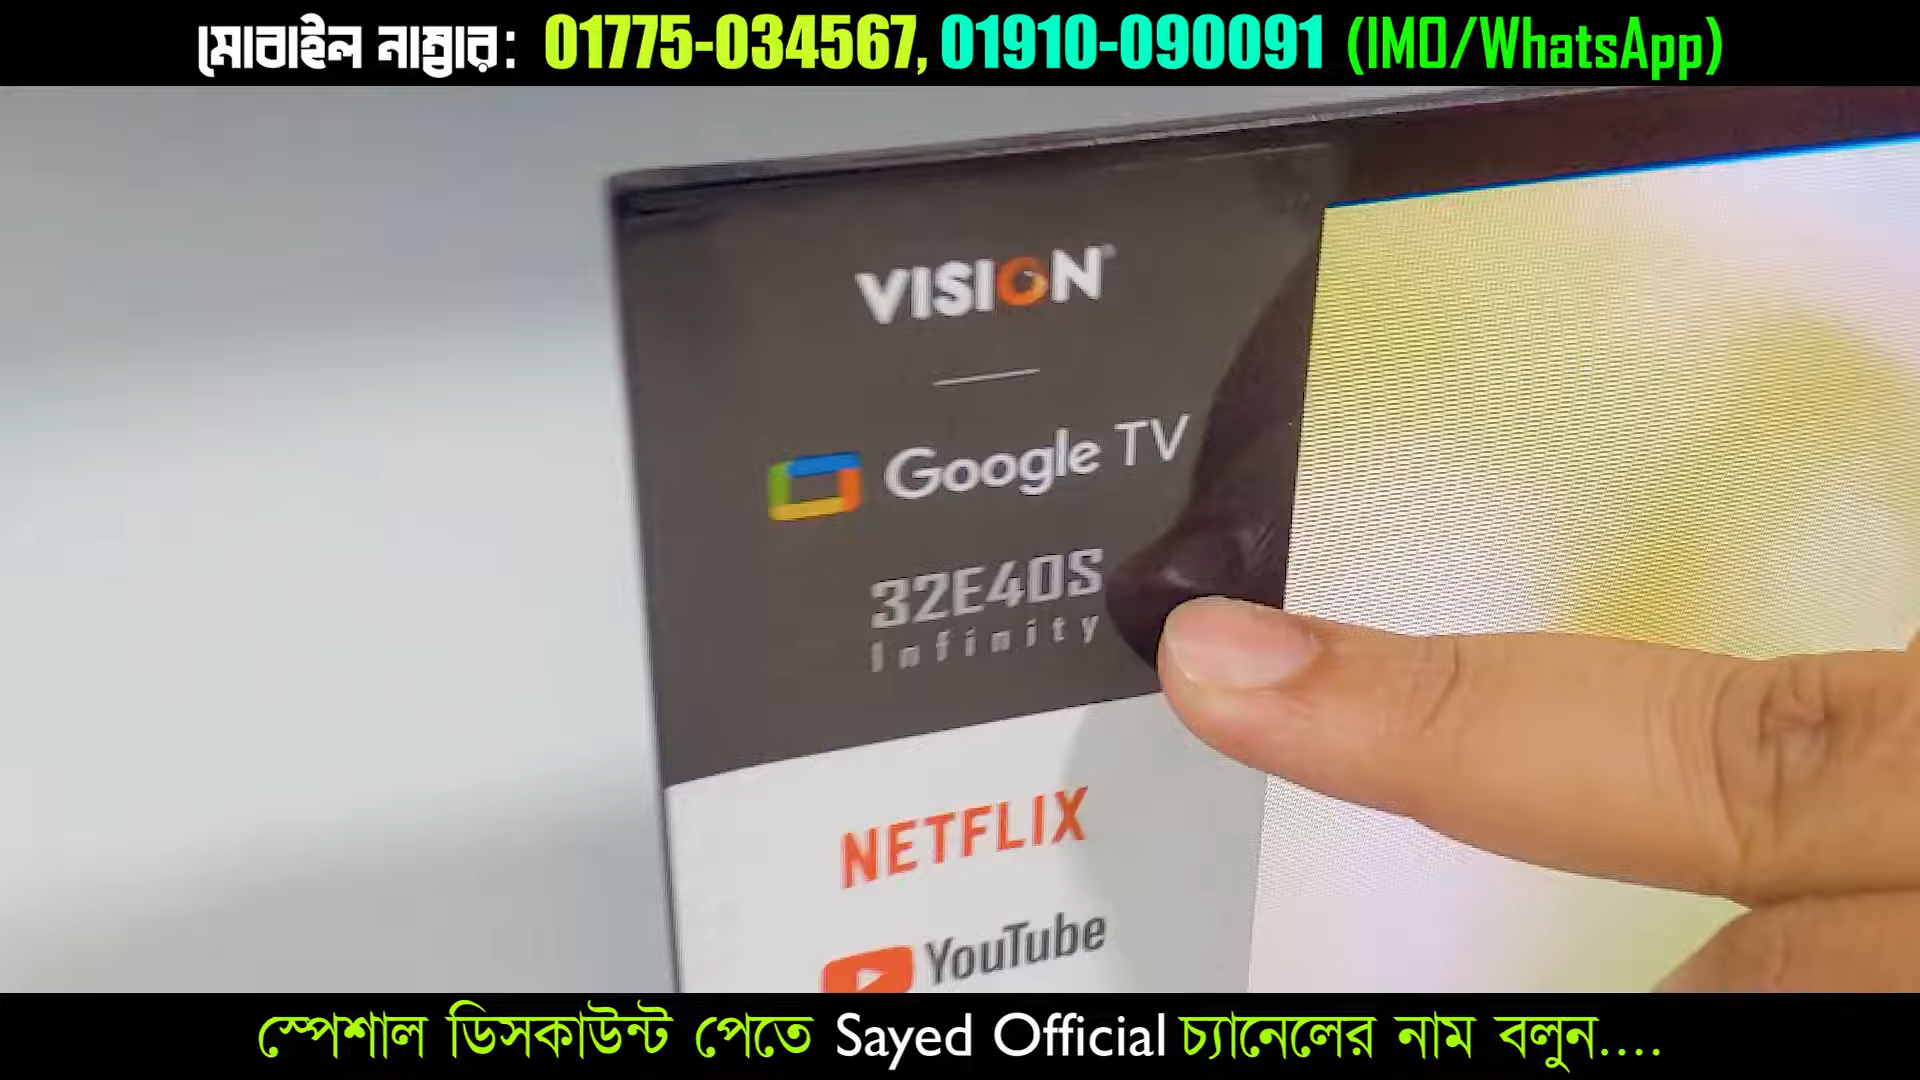 মোবাইল নাম্বার: 01775-034567, 01910-090091 (IMO/WhatsApp)
VISION
Google TV
32E40S
Infinity
NETFLIX
YouTube
স্পেশাল ডিসকাউন্ট পেতে Sayed Official চ্যানেলের নাম বলুন....